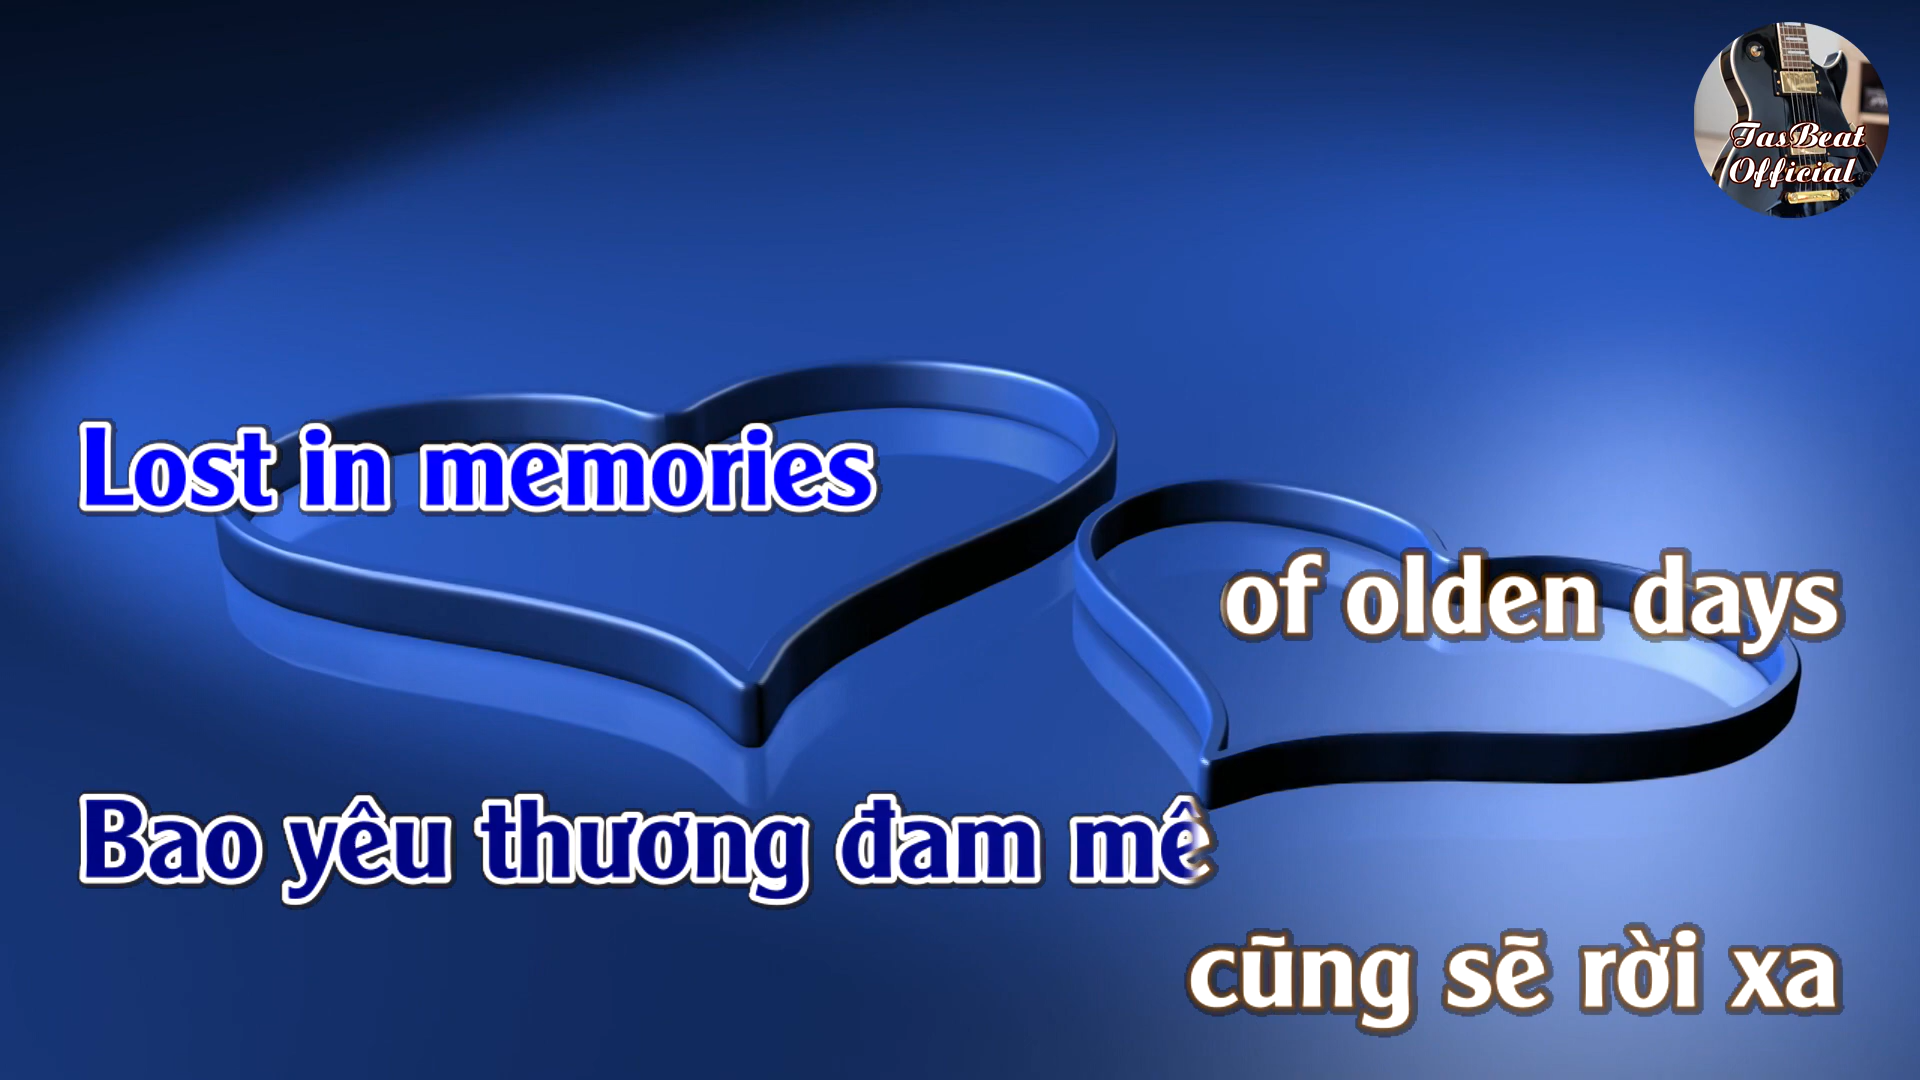 TasBeat
Official
Lost in memories
of olden days
Bao yêu thương đam mê
cũng sẽ rời xa